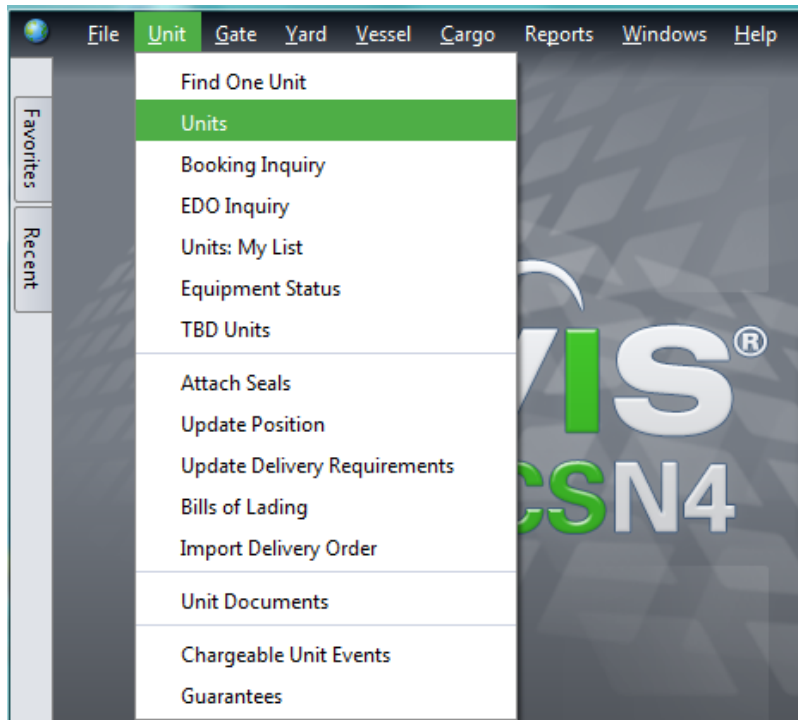 File Unit Gate Yard Vessel Cargo Reports Windows Help
Favorites
Recent
Find One Unit
Units
Booking Inquiry
EDO Inquiry
Units: My List
Equipment Status
TBD Units
Attach Seals
Update Position
Update Delivery Requirements
Bills of Lading
Import Delivery Order
Unit Documents
Chargeable Unit Events
Guarantees
IS®
CSN4